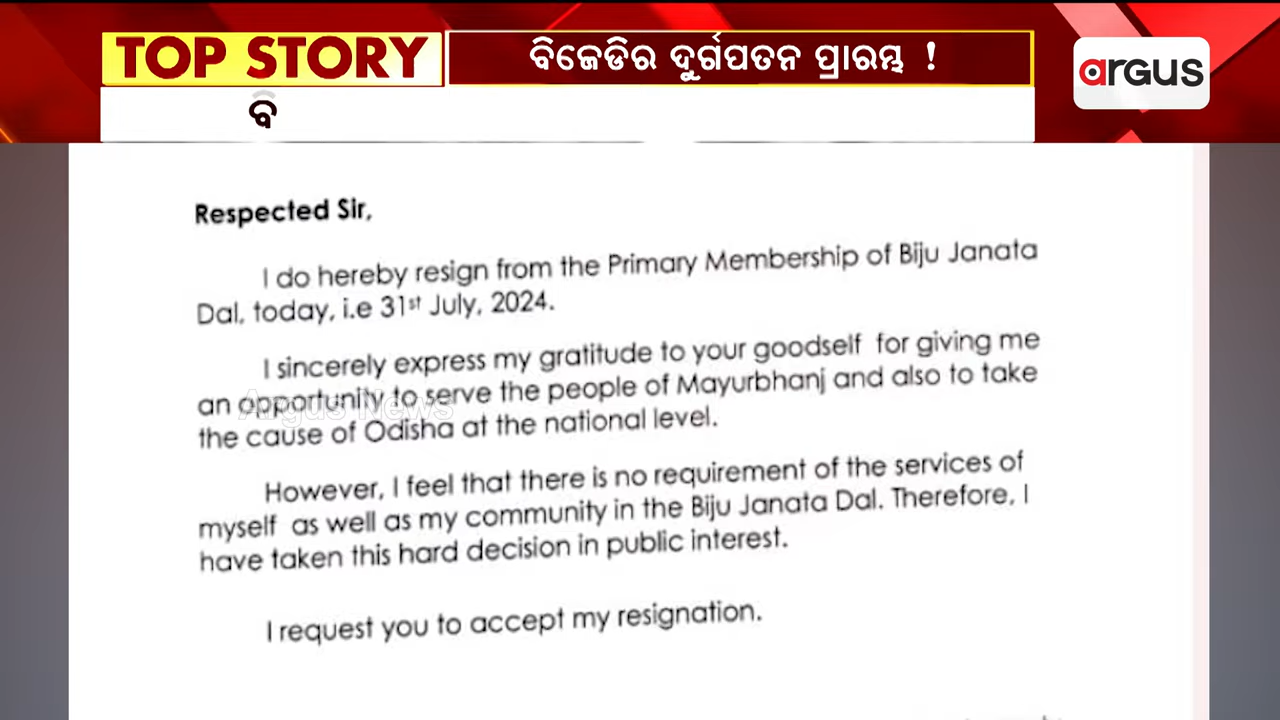 TOP STORY
ବିଜେଡିର ଦୁର୍ଗପତନ ପ୍ରାରମ୍ଭ !
argus
ବି
Respected Sir,
I do hereby resign from the Primary Membership of Biju Janata
Dal, today, i.e 31st July, 2024.
I sincerely express my gratitude to your goodself for giving me
an opportunity to serve the people of Mayurbhanj and also to take
the cause of Odisha at the national level.
Argus News
However, I feel that there is no requirement of the services of
myself as well as my community in the Biju Janata Dal. Therefore, I
have taken this hard decision in public interest.
I request you to accept my resignation.